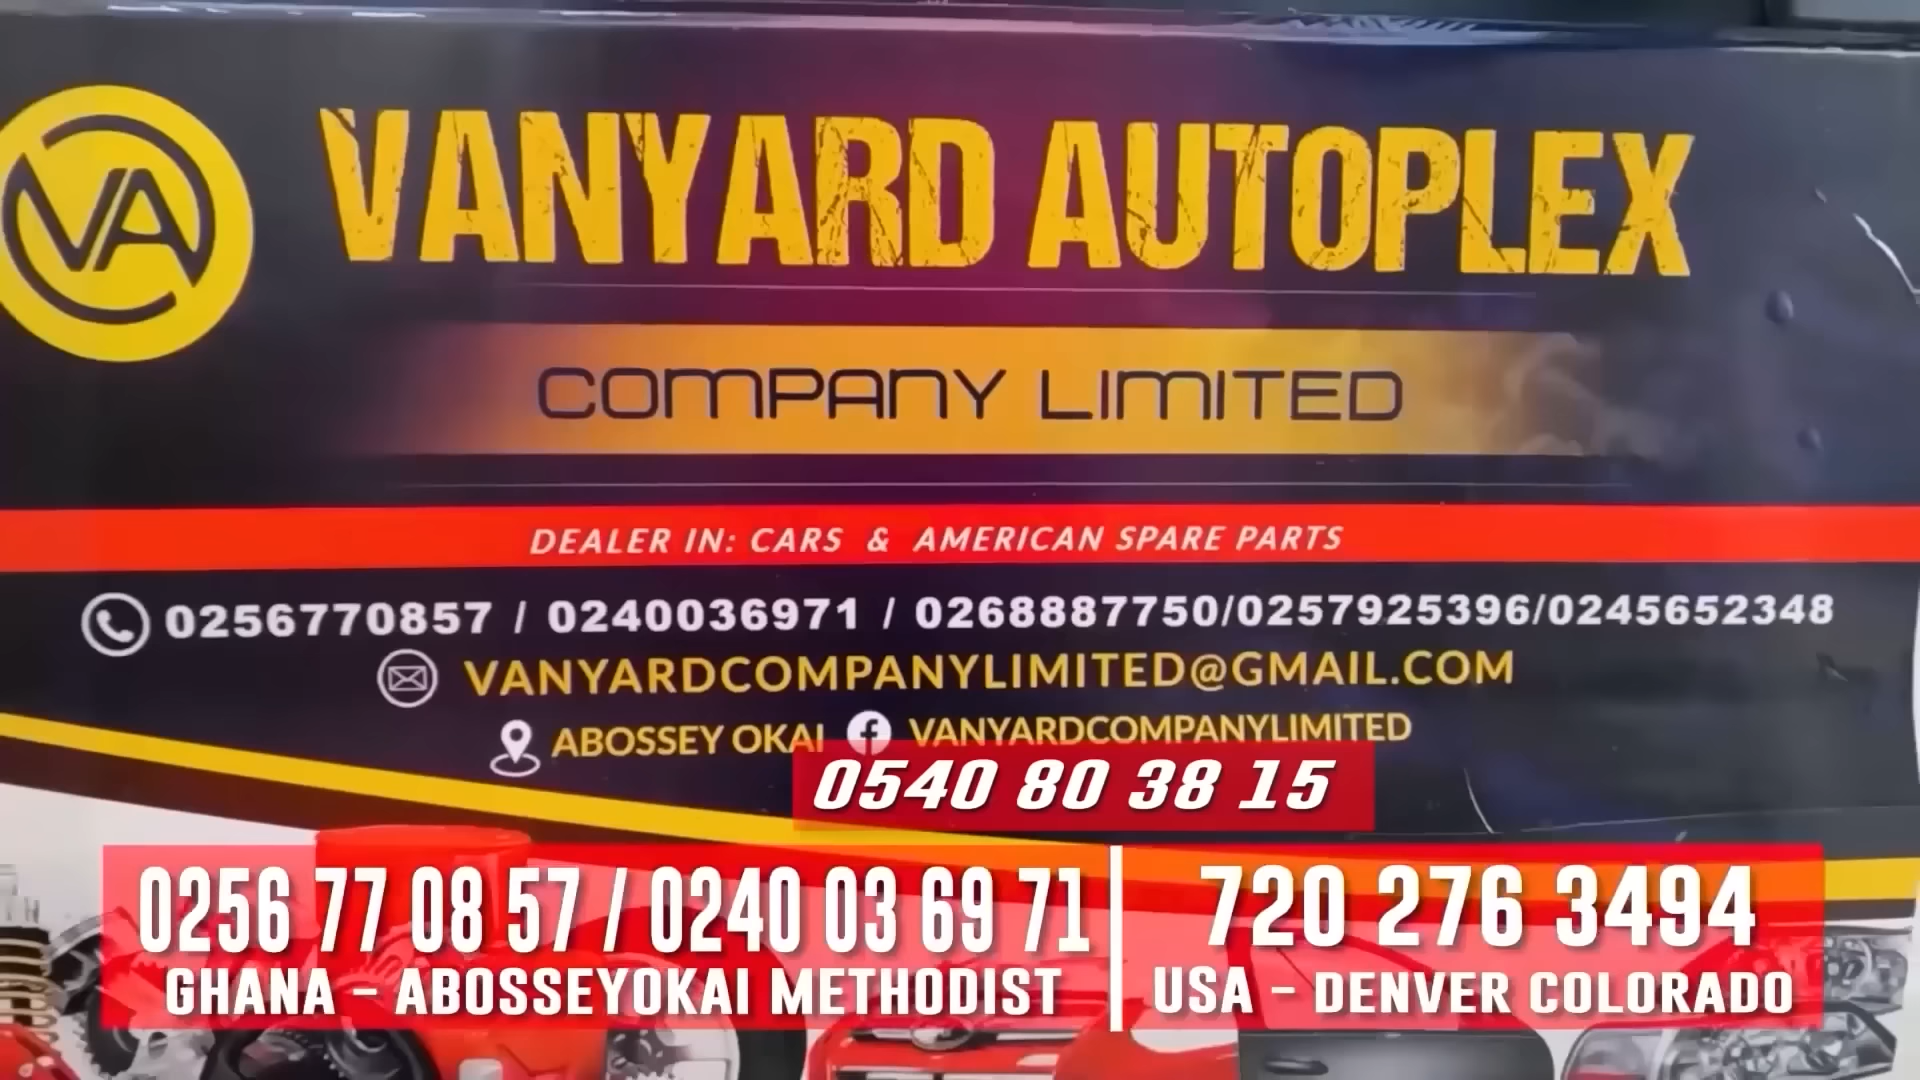 VA
VANYARD AUTOPLEX
COMPANY LIMITED
DEALER IN: CARS & AMERICAN SPARE PARTS
0256770857 / 0240036971 / 0268887750/0257925396/0245652348
VANYARDCOMPANYLIMITED@GMAIL.COM
ABOSSEY OKAI f VANYARDCOMPANYLIMITED
0540 80 38 15
0256 77 08 57 / 0240 03 69 71 | 720 276 3494
GHANA - ABOSSEYOKAI METHODIST | USA - DENVER COLORADO